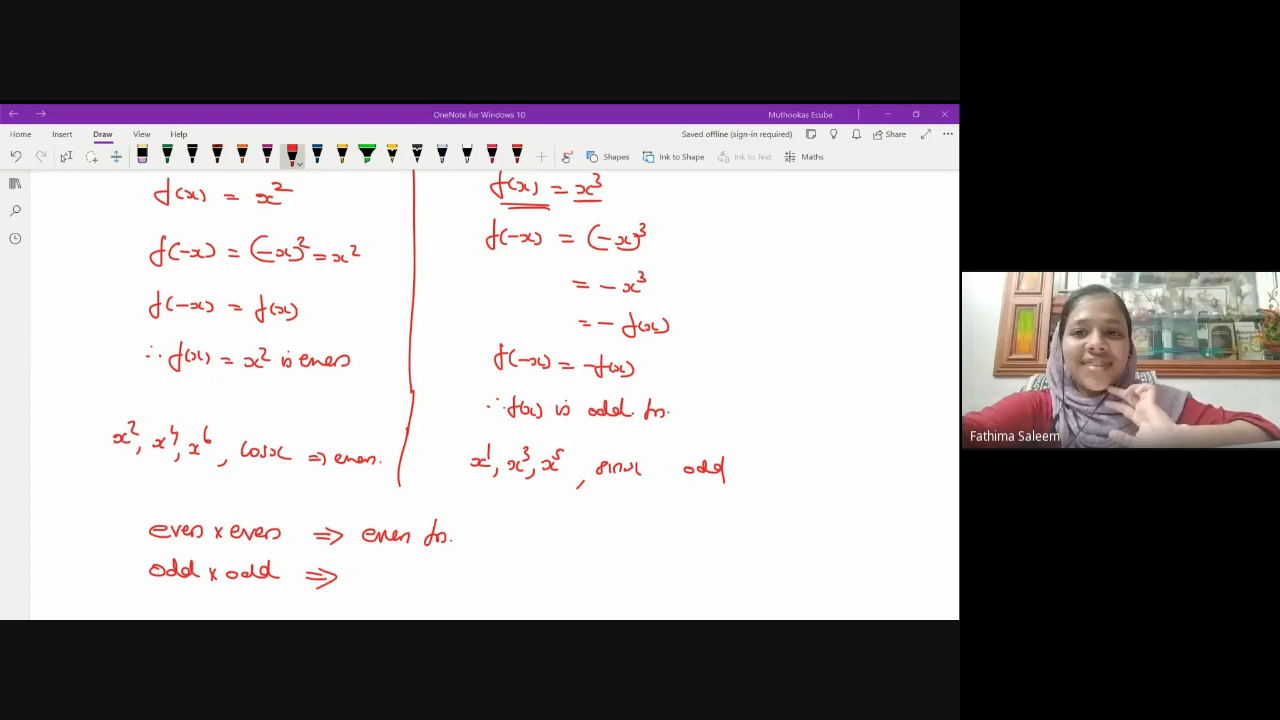 OneNote for Windows 10
Muthookas Ecube
Home Insert Draw View Help
Saved offline (sign-in required) Share
Shapes Ink to Shape Ink to Text Maths
f(x) = x²
f(-x) = (-x)² = x²
f(-x) = f(x)
∴ f(x) = x² is even
x², x⁴, x⁶, cosx ⇒ even.
f(x) = x³
f(-x) = (-x)³
= -x³
= - f(x)
f(-x) = -f(x)
∴ f(x) is odd fn.
x¹, x³, x⁵, sinx odd
even × even ⇒ even fn.
odd × odd ⇒
Fathima Saleem